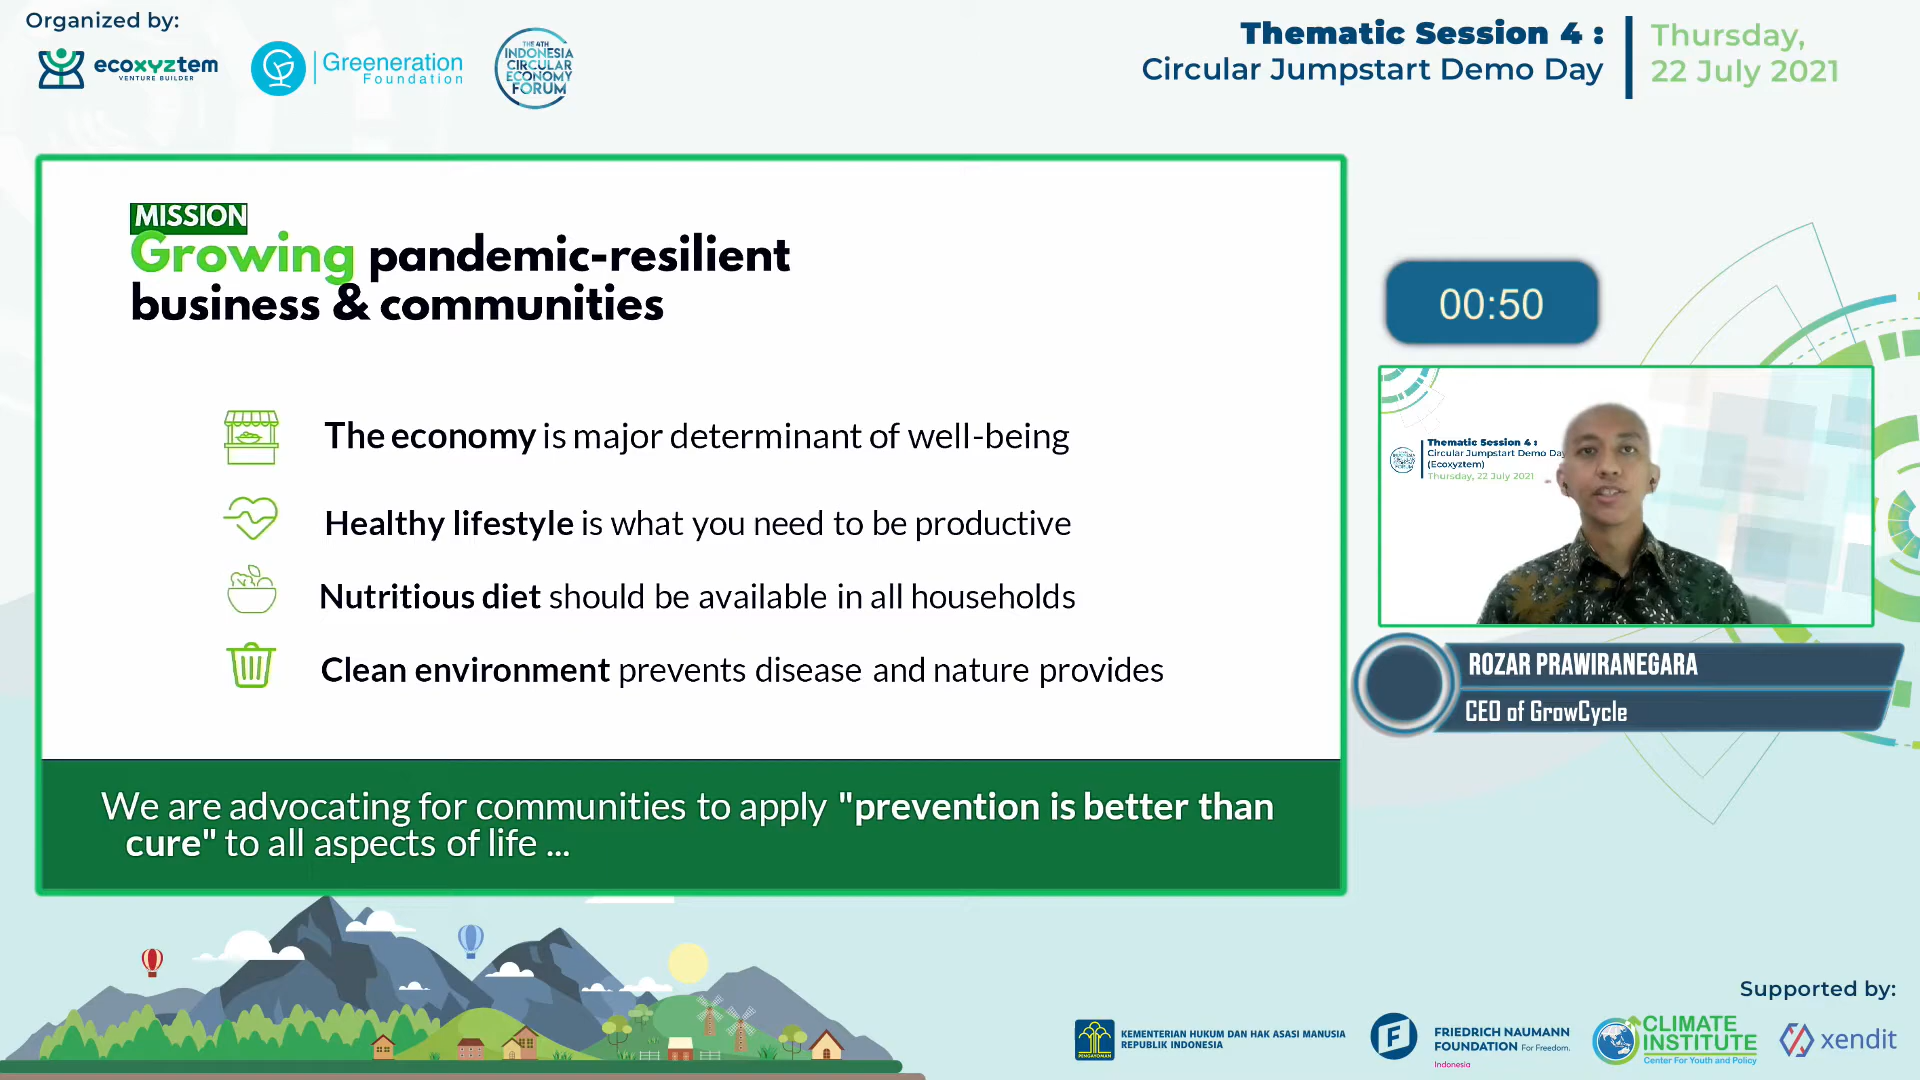 Organized by:
ecoxyztem
VENTURE BUILDER
Greeneration
Foundation
THE 4TH
INDONESIA
CIRCULAR
ECONOMY
FORUM
Thematic Session 4 :
Circular Jumpstart Demo Day
Thursday,
22 July 2021
MISSION
Growing pandemic-resilient
business & communities
The economy is major determinant of well-being
Healthy lifestyle is what you need to be productive
Nutritious diet should be available in all households
Clean environment prevents disease and nature provides
We are advocating for communities to apply "prevention is better than
cure" to all aspects of life ...
00:50
Thematic Session 4 :
Circular Jumpstart Demo Day
(Ecoxyztem)
Thursday, 22 July 2021
ROZAR PRAWIRANEGARA
CEO of GrowCycle
Supported by:
PENGAYOMAN
KEMENTERIAN HUKUM DAN HAK ASASI MANUSIA
REPUBLIK INDONESIA
FRIEDRICH NAUMANN
FOUNDATION For Freedom.
Indonesia
CLIMATE
INSTITUTE
Center For Youth and Policy
xendit